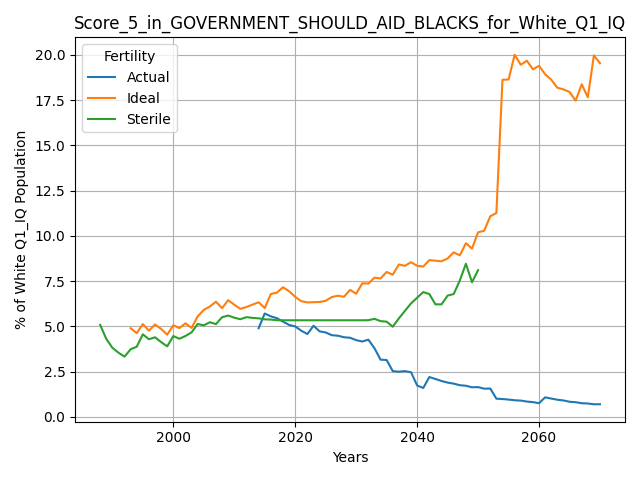 Score_5_in_GOVERNMENT_SHOULD_AID_BLACKS_for_White_Q1_IQ
Fertility
Actual
Ideal
Sterile
% of White Q1_IQ Population
20.0
17.5
15.0
12.5
10.0
7.5
5.0
2.5
0.0
2000
2020
2040
2060
Years